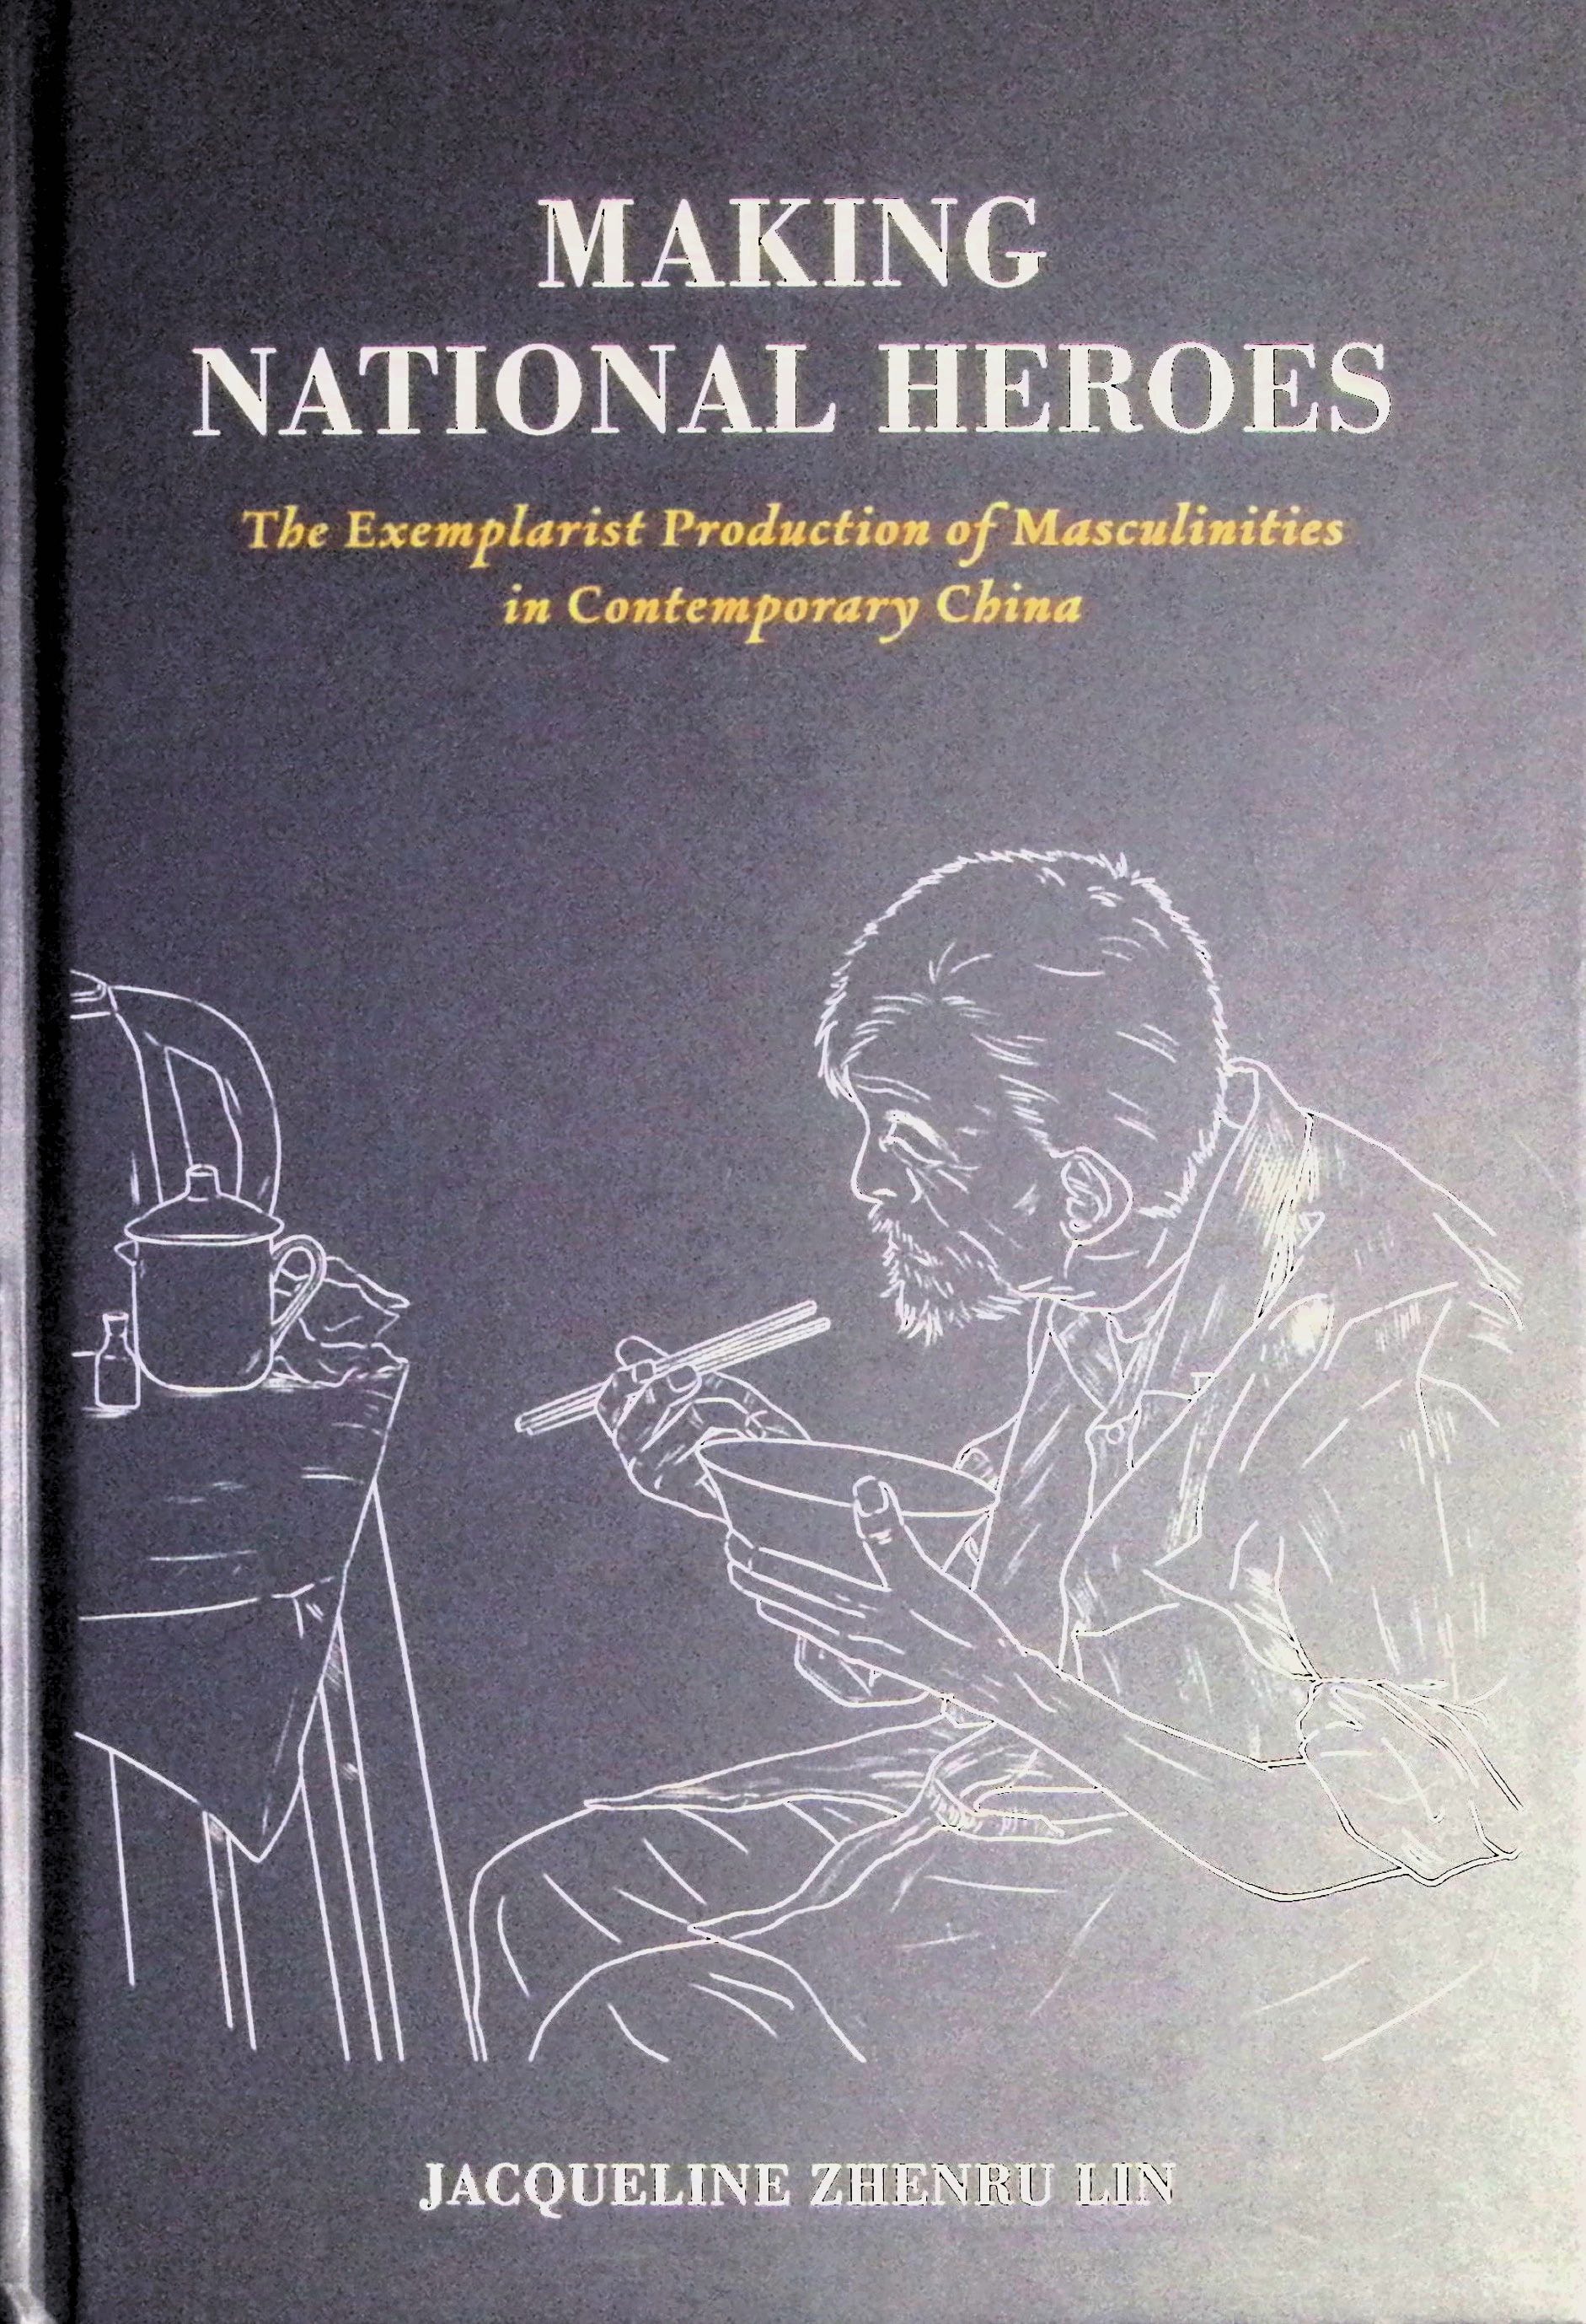 MAKING
NATIONAL HEROES
The Exemplarist Production of Masculinities
in Contemporary China
JACQUELINE ZHENRU LIN